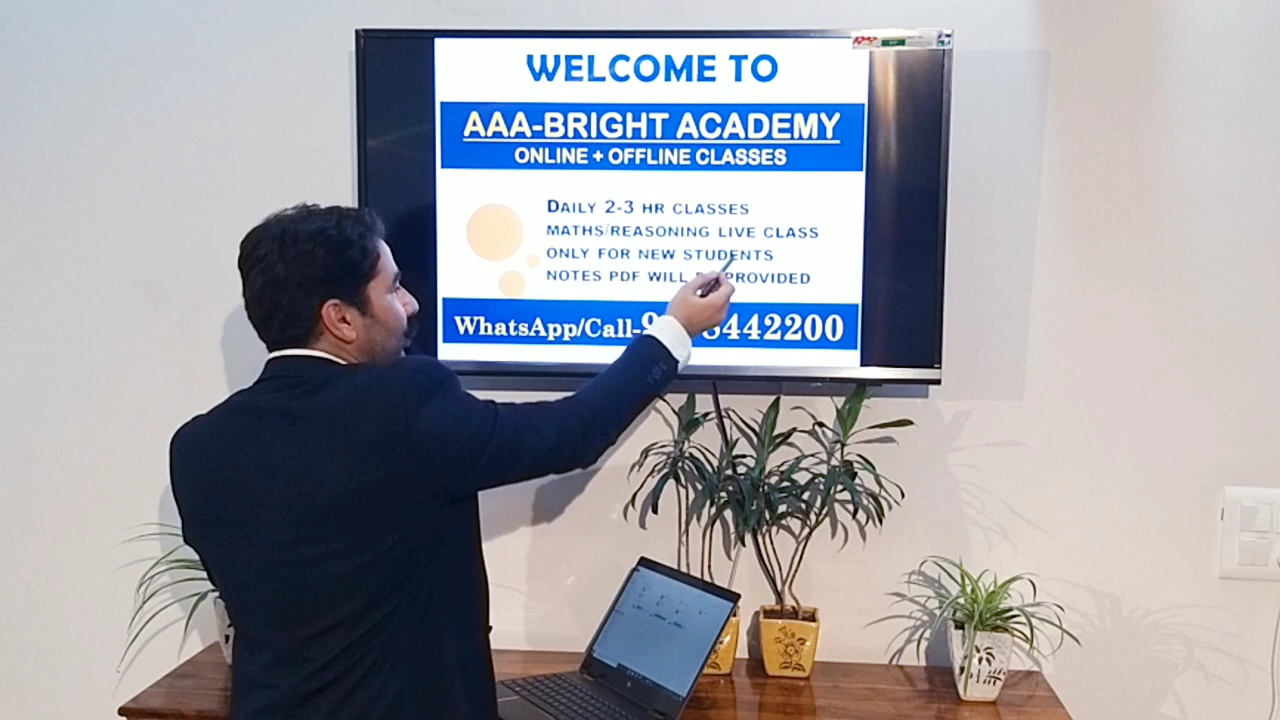 WELCOME TO
AAA-BRIGHT ACADEMY
ONLINE + OFFLINE CLASSES
DAILY 2-3 HR CLASSES
MATHS/REASONING LIVE CLASS
ONLY FOR NEW STUDENTS
NOTES PDF WILL PROVIDED
WhatsApp/Call-